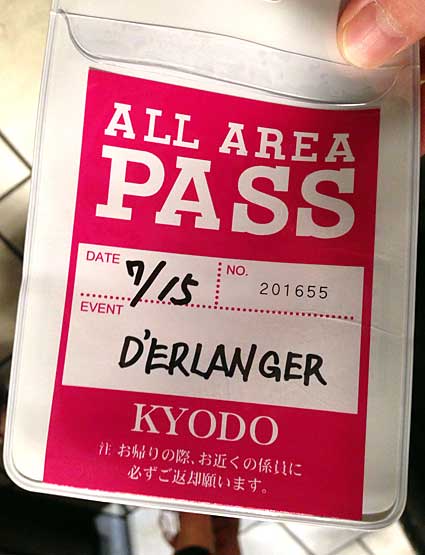 ALL AREA
PASS
DATE 7/15 NO. 201655
EVENT
D'ERLANGER
KYODO
注 お帰りの際、お近くの係員に
必ずご返却願います。